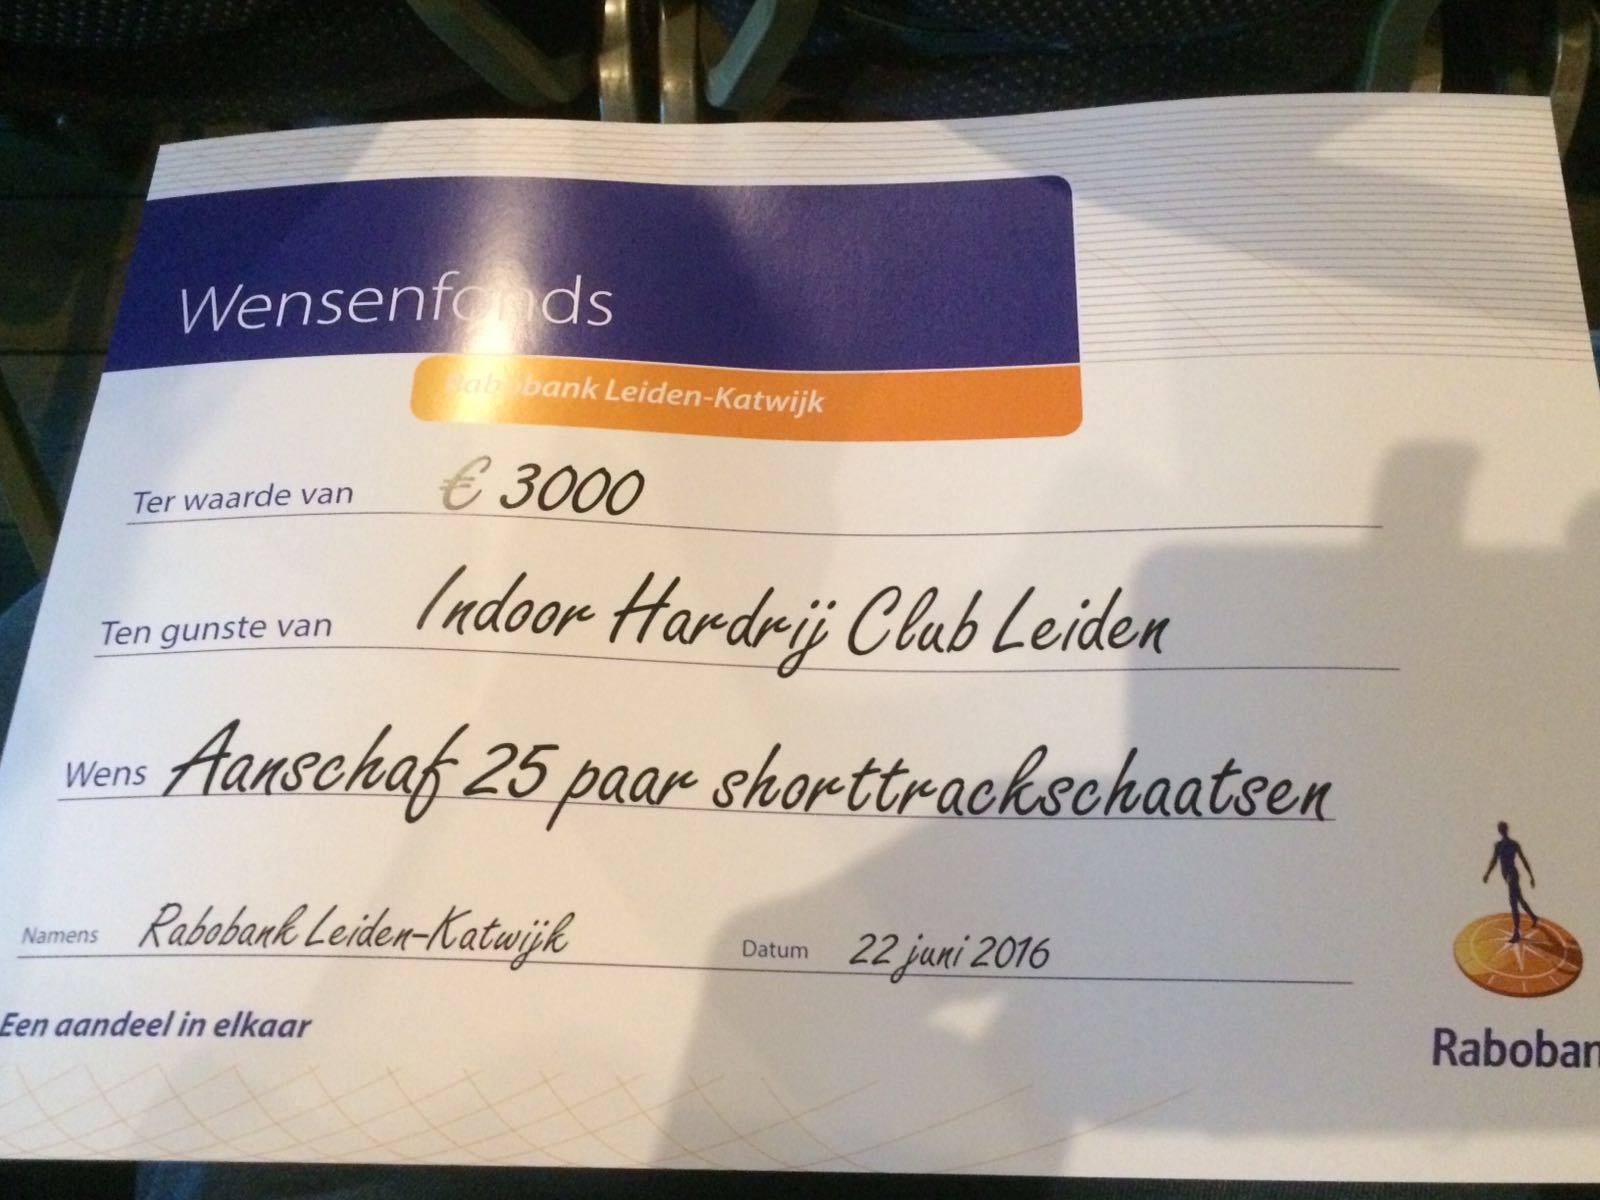 Wensenfonds
Rabobank Leiden-Katwijk
Ter waarde van € 3000
Ten gunste van Indoor Hardrij Club Leiden
Wens Aanschaf 25 paar shorttrackschaatsen
Namens Rabobank Leiden-Katwijk Datum 22 juni 2016
Een aandeel in elkaar
Raboban